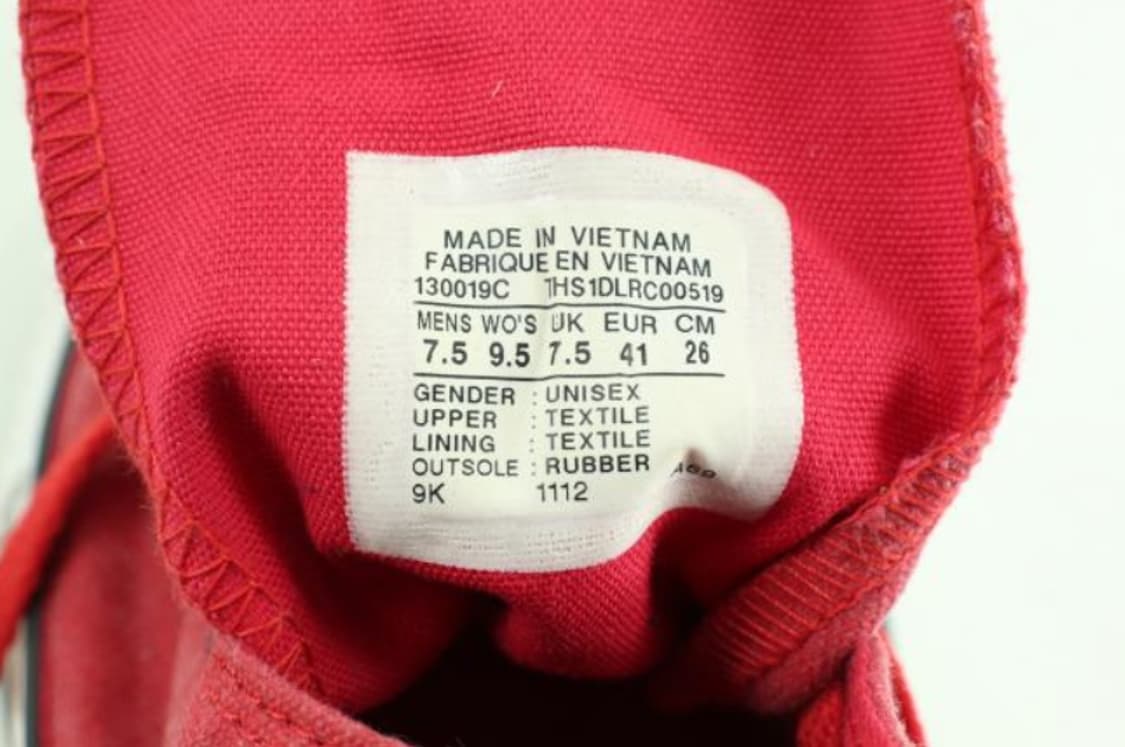 MADE IN VIETNAM
FABRIQUE EN VIETNAM
130019C THS1DLRC00519
MENS WO'S UK EUR CM
7.5 9.5 7.5 41 26
GENDER : UNISEX
UPPER : TEXTILE
LINING : TEXTILE
OUTSOLE : RUBBER
9K 1112